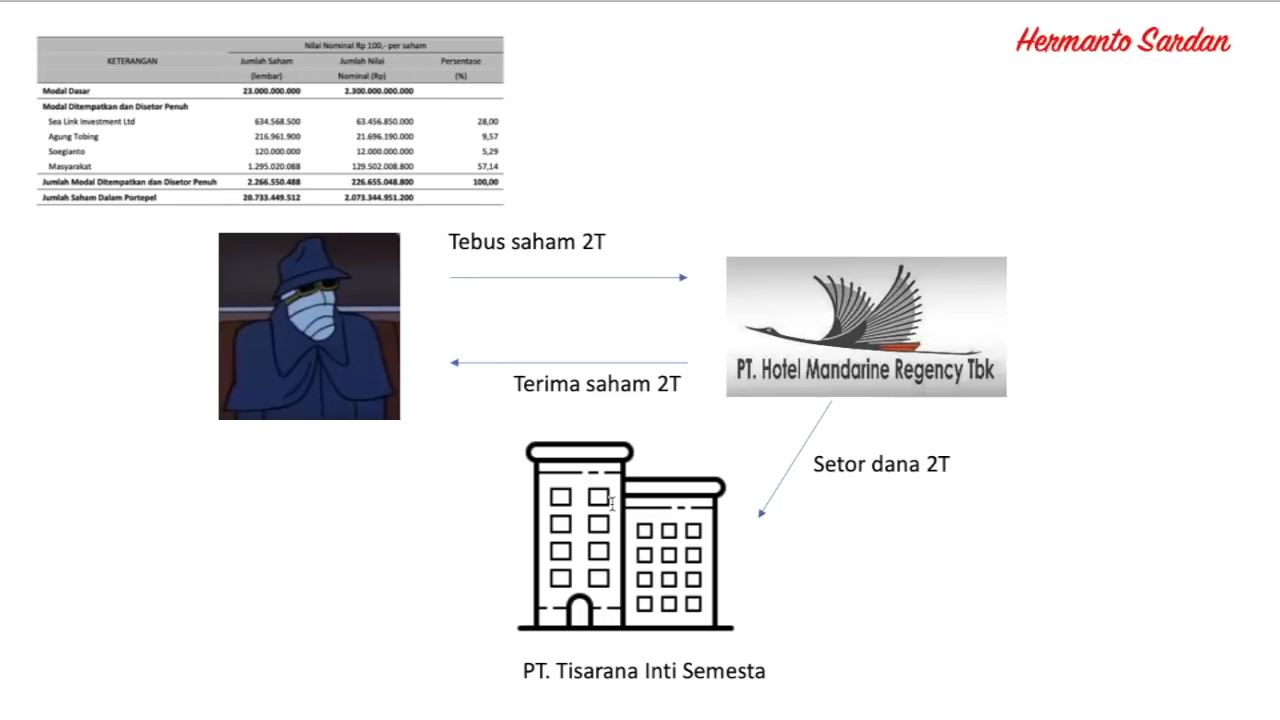 Hermanto Sardan
Nilai Nominal Rp 100,- per saham
KETERANGAN Jumlah Saham (lembar) Jumlah Nilai Nominal (Rp) Persentase (%)
Modal Dasar 23.000.000.000 2.300.000.000.000
Modal Ditempatkan dan Disetor Penuh
Sea Link Investment Ltd 634.568.500 63.456.850.000 28,00
Agung Tobing 216.961.900 21.696.190.000 9,57
Soegianto 120.000.000 12.000.000.000 5,29
Masyarakat 1.295.020.088 129.502.008.800 57,14
Jumlah Modal Ditempatkan dan Disetor Penuh 2.266.550.488 226.655.048.800 100,00
Jumlah Saham Dalam Portepel 20.733.449.512 2.073.344.951.200
Tebus saham 2T
PT. Hotel Mandarine Regency Tbk
Terima saham 2T
Setor dana 2T
PT. Tisarana Inti Semesta